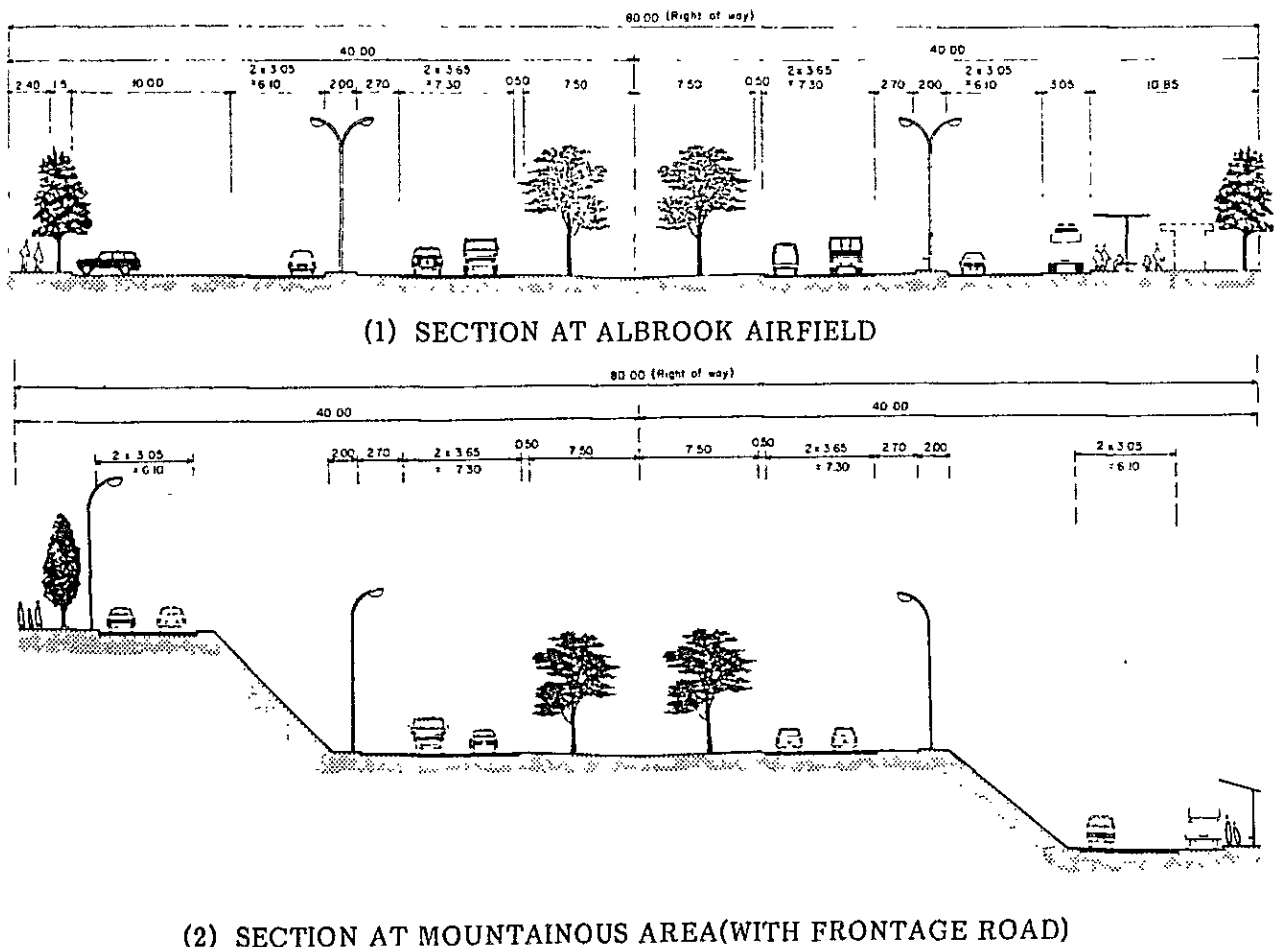 80.00 (Right of way)
40.00 40.00
2 x 3.05 2 x 3.65 2 x 3.65 2 x 3.05
2.40 1.5 10.00 =6.10 2.00 2.70 =7.30 0.50 7.50 7.50 0.50 =7.30 2.70 2.00 =6.10 3.05 10.85
(1) SECTION AT ALBROOK AIRFIELD
80.00 (Right of way)
40.00 40.00
2 x 3.05 2.00 2.70 2 x 3.65 0.50 7.50 7.50 0.50 2 x 3.65 2.70 2.00 2 x 3.05
=6.10 = 7.30 =7.30 =6.10
(2) SECTION AT MOUNTAINOUS AREA(WITH FRONTAGE ROAD)